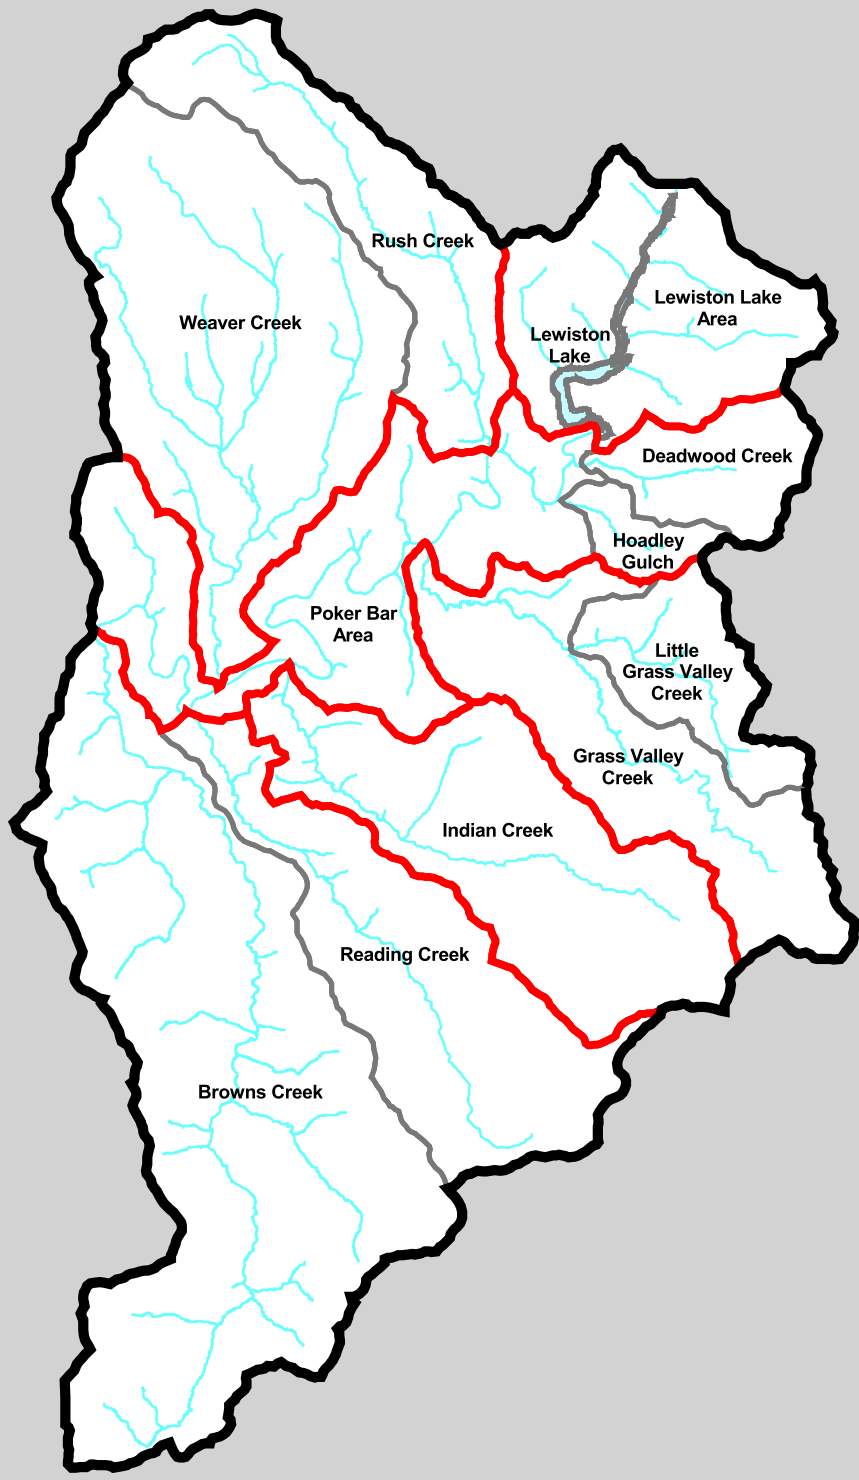 Rush Creek
Lewiston Lake
Area
Weaver Creek
Lewiston
Lake
Deadwood Creek
Hoadley
Gulch
Poker Bar
Area
Little
Grass Valley
Creek
Grass Valley
Creek
Indian Creek
Reading Creek
Browns Creek